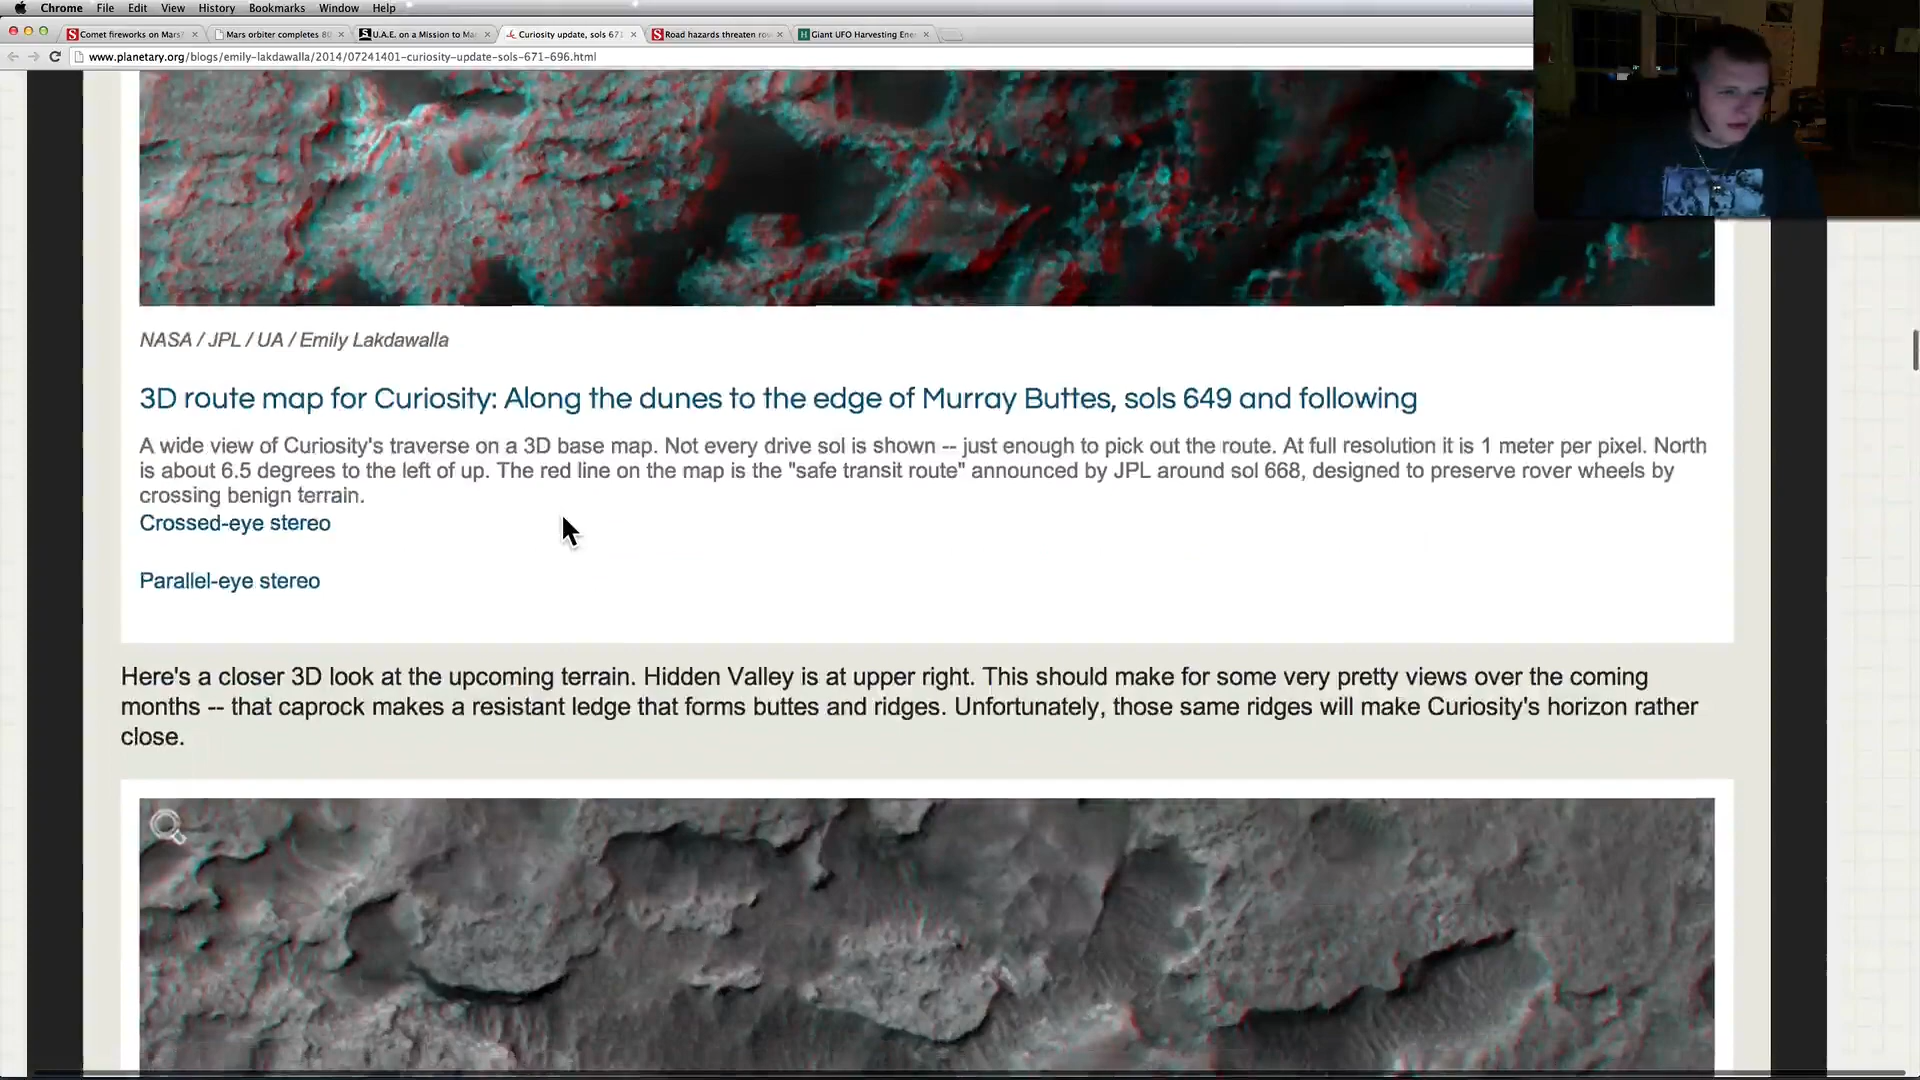 Chrome File Edit View History Bookmarks Window Help
Comet fireworks on Mars? Mars orbiter completes 80 U.A.E. on a Mission to Mar Curiosity update, sols 671 Road hazards threaten Giant UFO Harvesting Ene
www.planetary.org/blogs/emily-lakdawalla/2014/07241401-curiosity-update-sols-671-696.html
NASA / JPL / UA / Emily Lakdawalla
3D route map for Curiosity: Along the dunes to the edge of Murray Buttes, sols 649 and following
A wide view of Curiosity's traverse on a 3D base map. Not every drive sol is shown -- just enough to pick out the route. At full resolution it is 1 meter per pixel. North
is about 6.5 degrees to the left of up. The red line on the map is the "safe transit route" announced by JPL around sol 668, designed to preserve rover wheels by
crossing benign terrain.
Crossed-eye stereo
Parallel-eye stereo
Here's a closer 3D look at the upcoming terrain. Hidden Valley is at upper right. This should make for some very pretty views over the coming
months -- that caprock makes a resistant ledge that forms buttes and ridges. Unfortunately, those same ridges will make Curiosity's horizon rather
close.